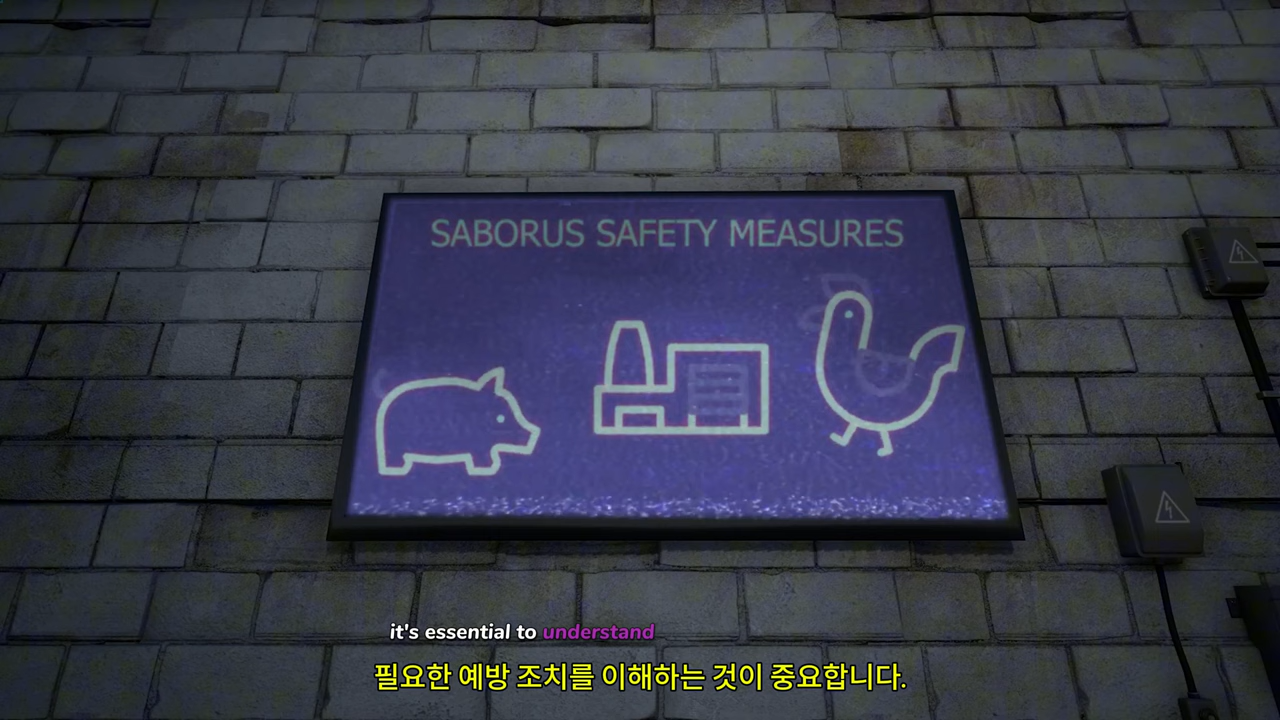 SABORUS SAFETY MEASURES
it's essential to understand
필요한 예방 조치를 이해하는 것이 중요합니다.